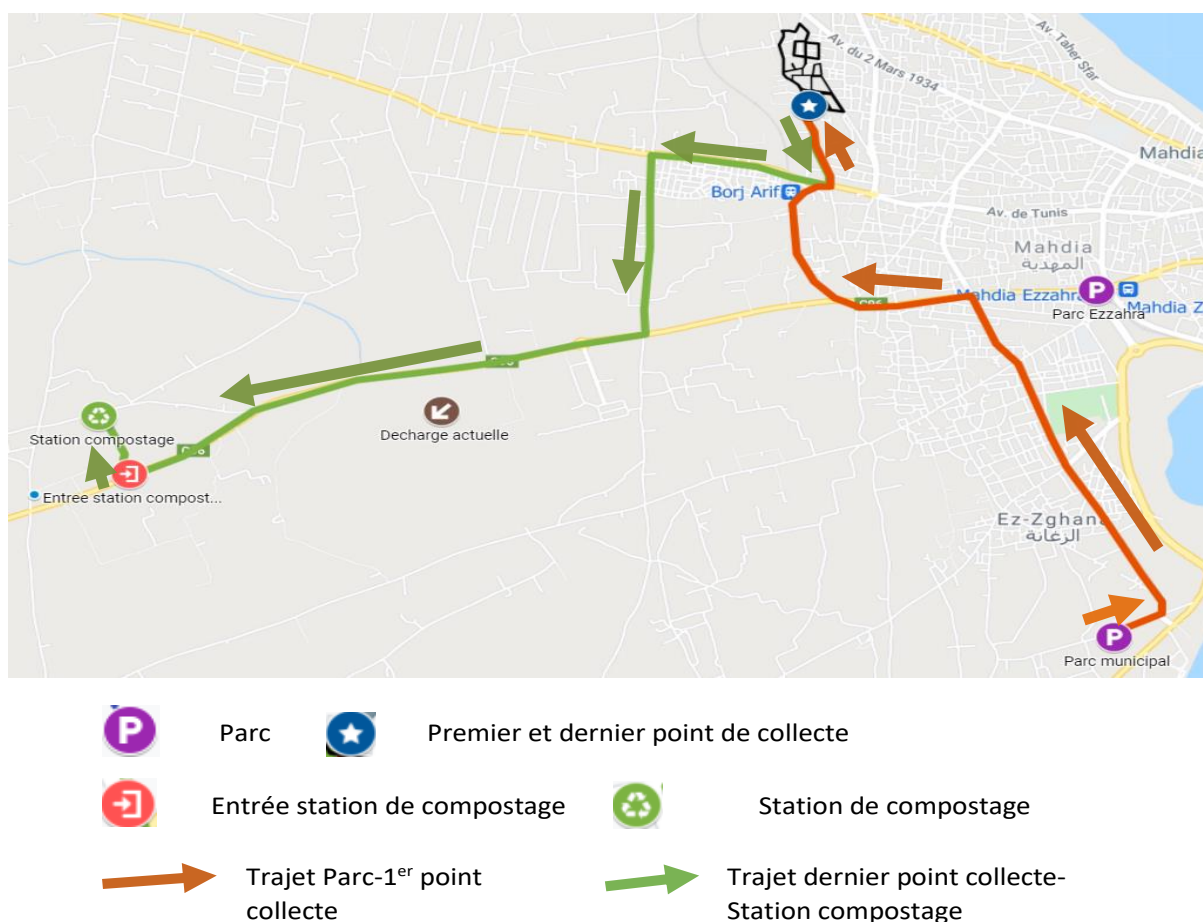 Av. du 2 Mars 1934
Av. Taher Sfar
Mahdia
Borj Arif
Av. de Tunis
Mahdia
المهدية
Mahdia Ezzahra
Mahdia Z
Parc Ezzahra
Station compostage
Decharge actuelle
Entree station compost...
Ez-Zghana
الزغانة
Parc municipal
P Parc Premier et dernier point de collecte
Entrée station de compostage Station de compostage
Trajet Parc-1er point collecte
Trajet dernier point collecte-
Station compostage